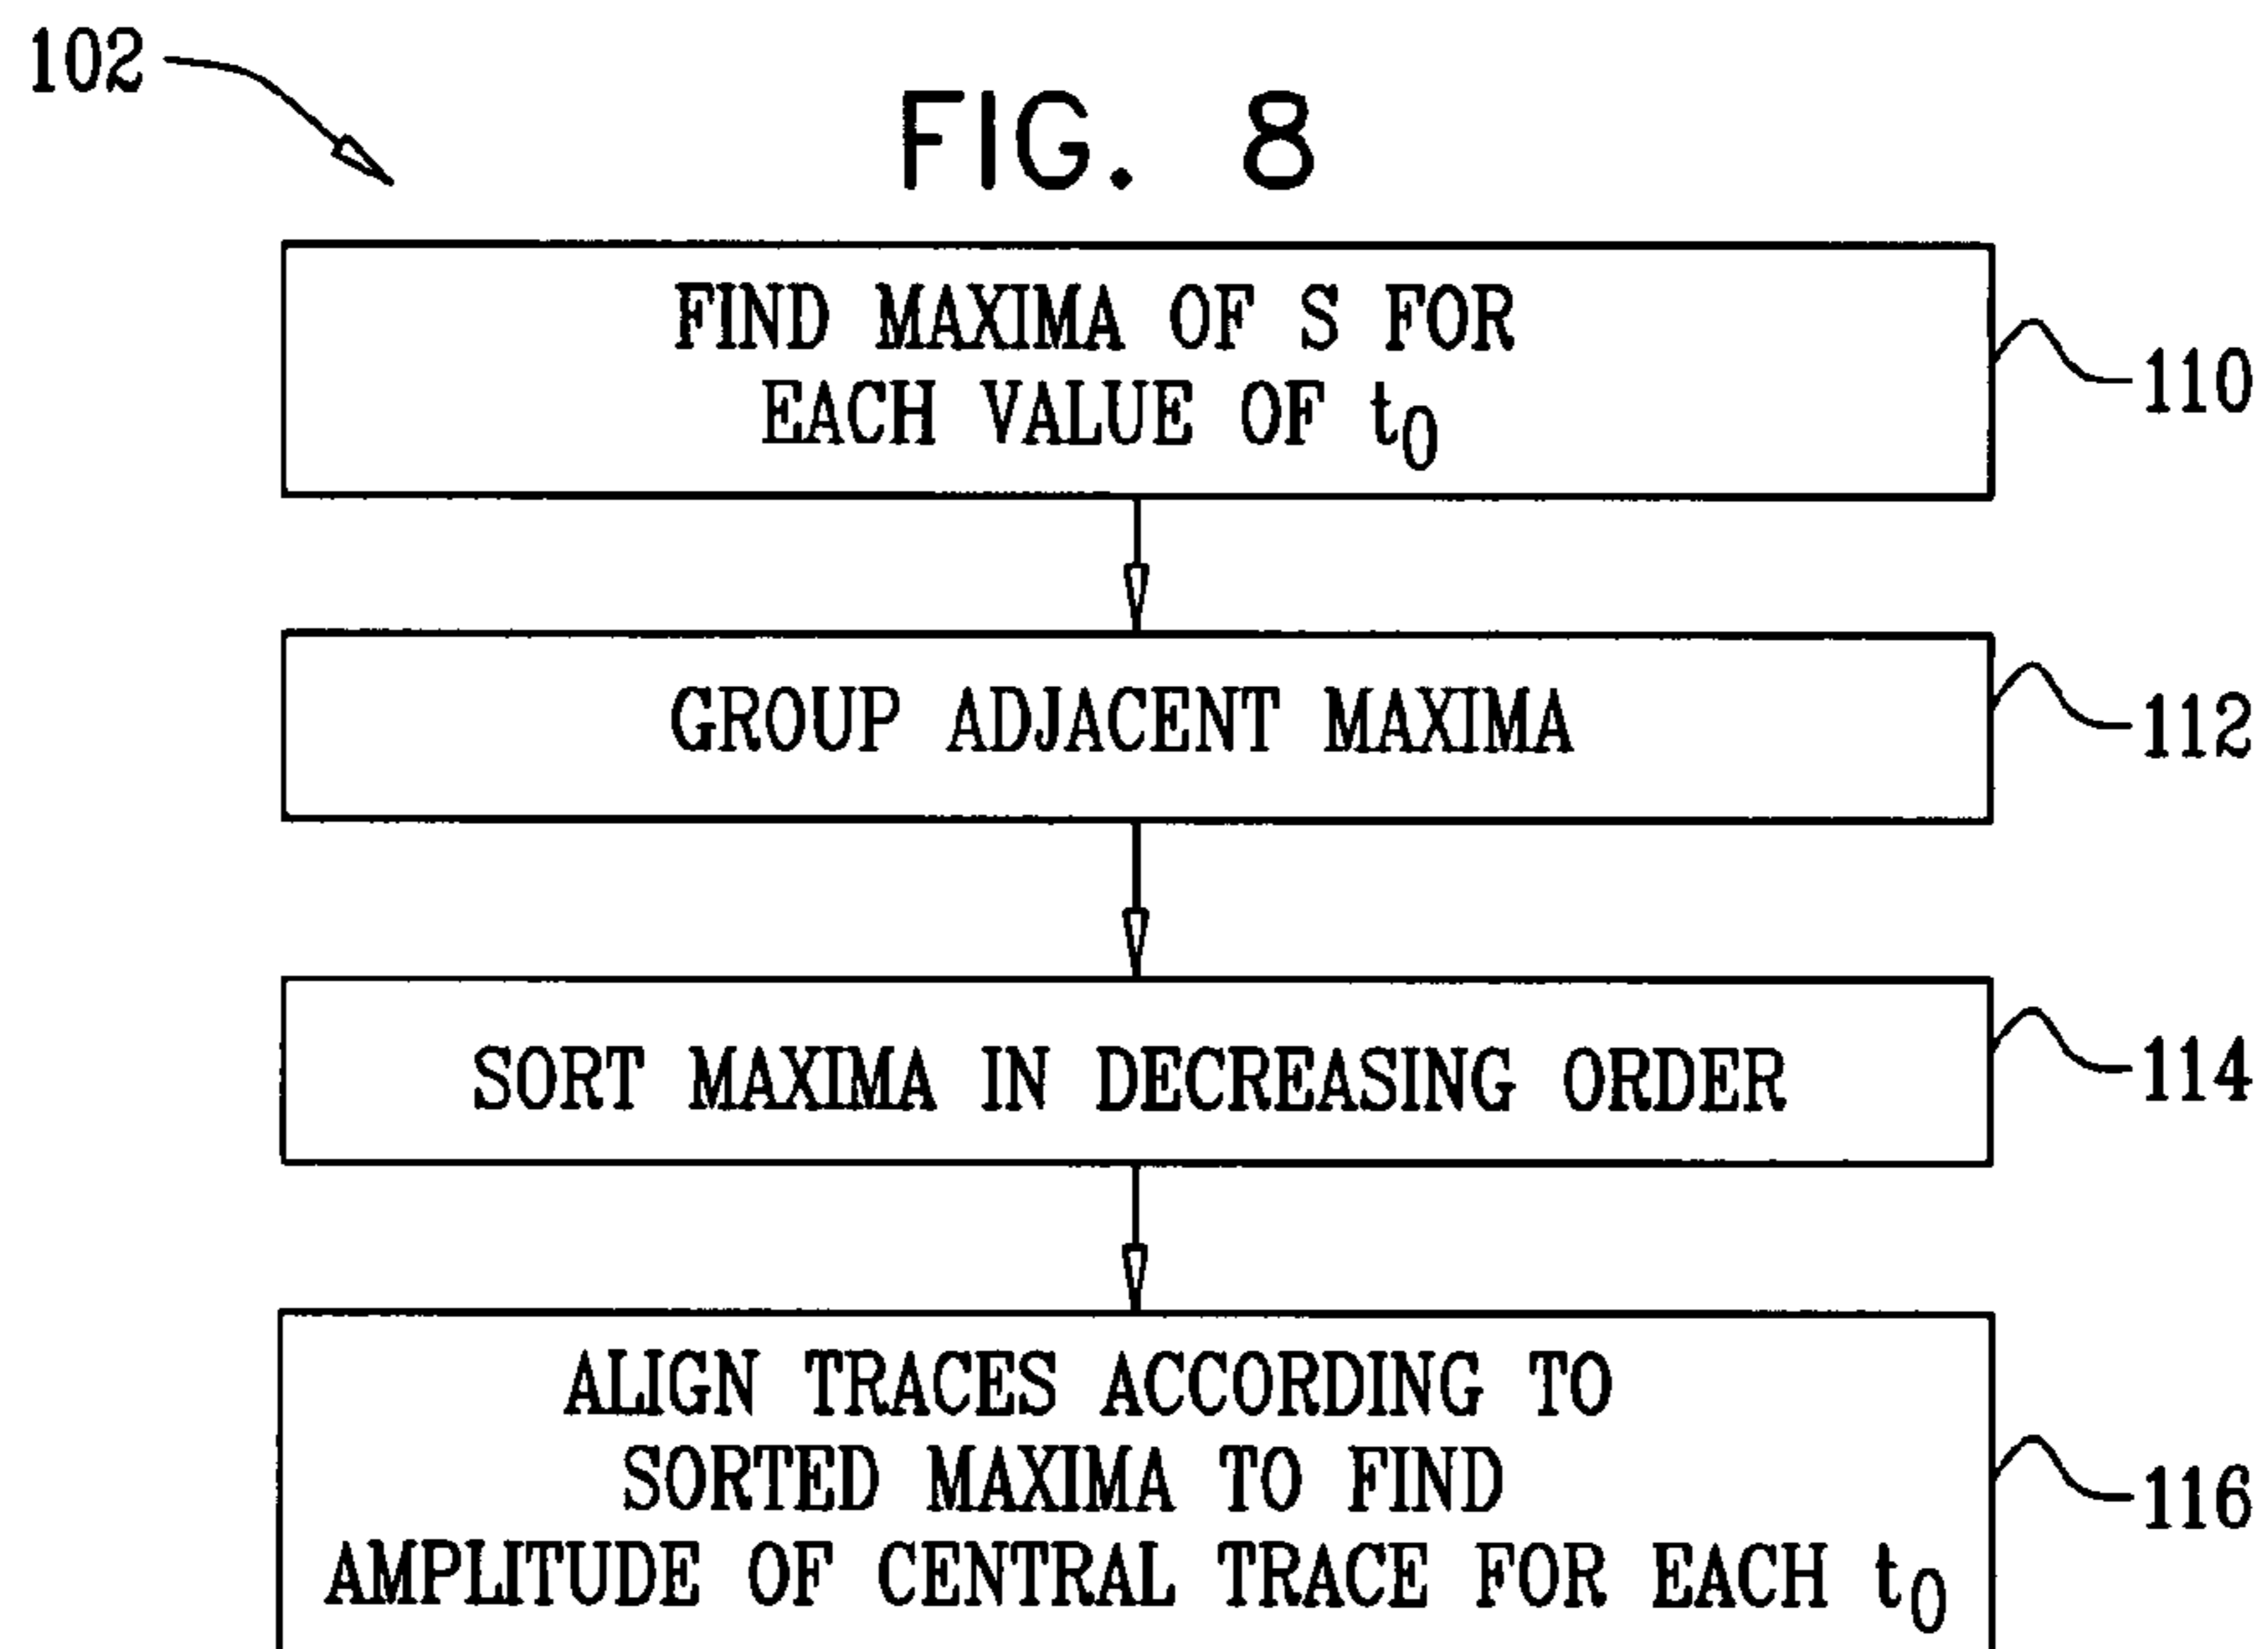 102
FIG. 8
FIND MAXIMA OF S FOR
EACH VALUE OF t₀
110
GROUP ADJACENT MAXIMA
112
SORT MAXIMA IN DECREASING ORDER
114
ALIGN TRACES ACCORDING TO
SORTED MAXIMA TO FIND
AMPLITUDE OF CENTRAL TRACE FOR EACH t₀
116